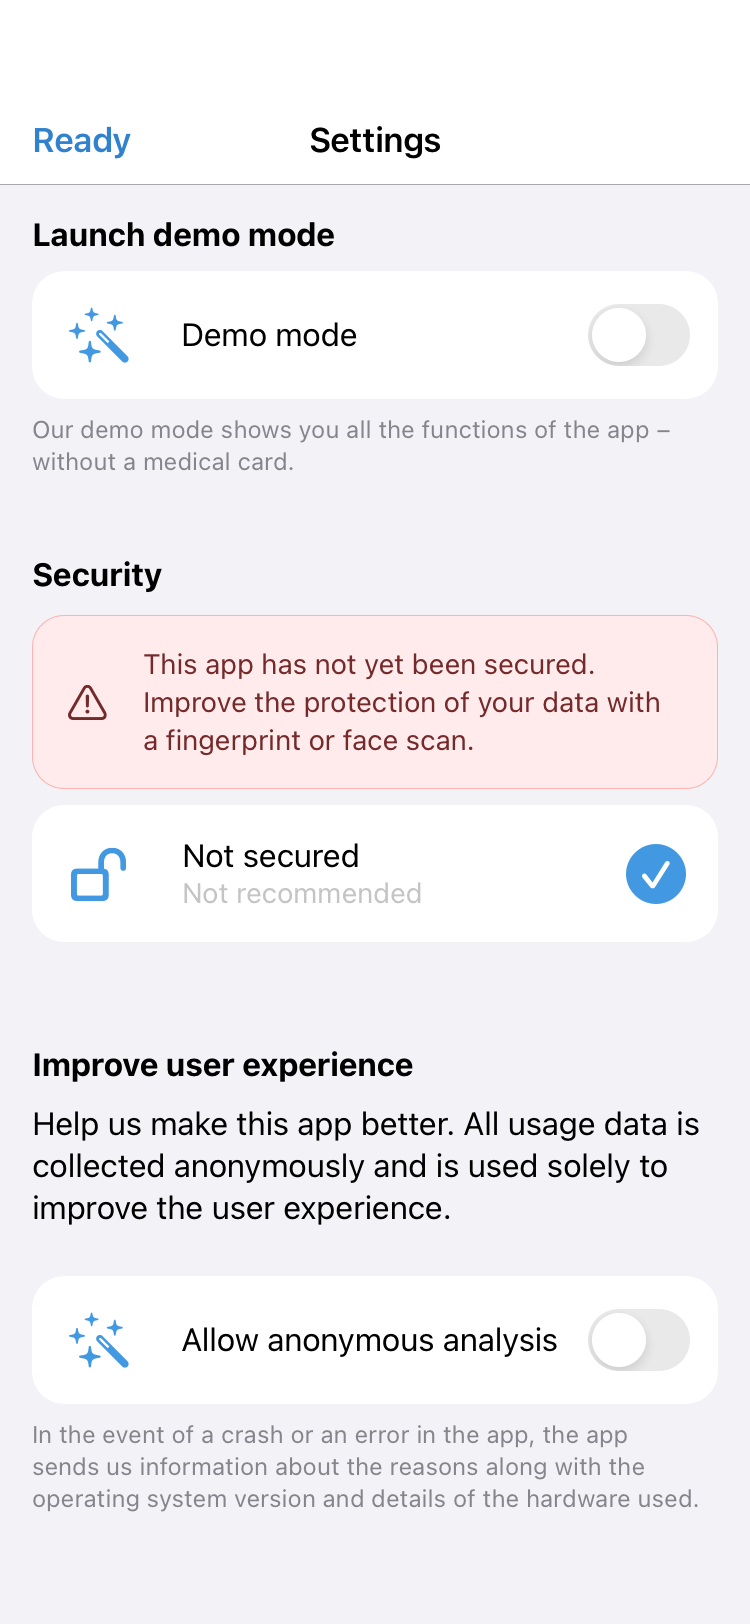 Ready
Settings
Launch demo mode
Demo mode
Our demo mode shows you all the functions of the app –
without a medical card.
Security
This app has not yet been secured.
Improve the protection of your data with
a fingerprint or face scan.
Not secured
Not recommended
Improve user experience
Help us make this app better. All usage data is
collected anonymously and is used solely to
improve the user experience.
Allow anonymous analysis
In the event of a crash or an error in the app, the app
sends us information about the reasons along with the
operating system version and details of the hardware used.